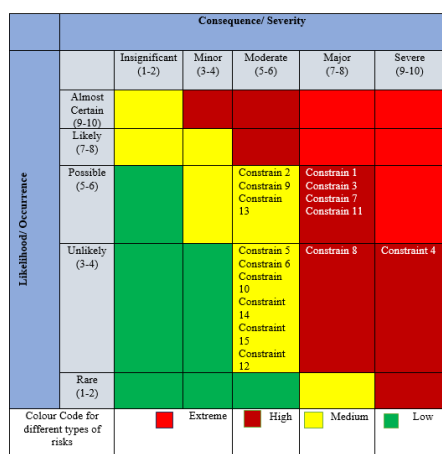 Consequence/ Severity
Likelihood/ Occurrence
Insignificant
(1-2)
Minor
(3-4)
Moderate
(5-6)
Major
(7-8)
Severe
(9-10)
Almost
Certain
(9-10)
Likely
(7-8)
Possible
(5-6)
Constrain 2
Constrain 9
Constrain
13
Constrain 1
Constrain 3
Constrain 7
Constrain 11
Unlikely
(3-4)
Constrain 5
Constrain 6
Constrain
10
Constraint
14
Constraint
15
Constraint
12
Constrain 8
Constraint 4
Rare
(1-2)
Colour Code for
different types of
risks
Extreme
High
Medium
Low